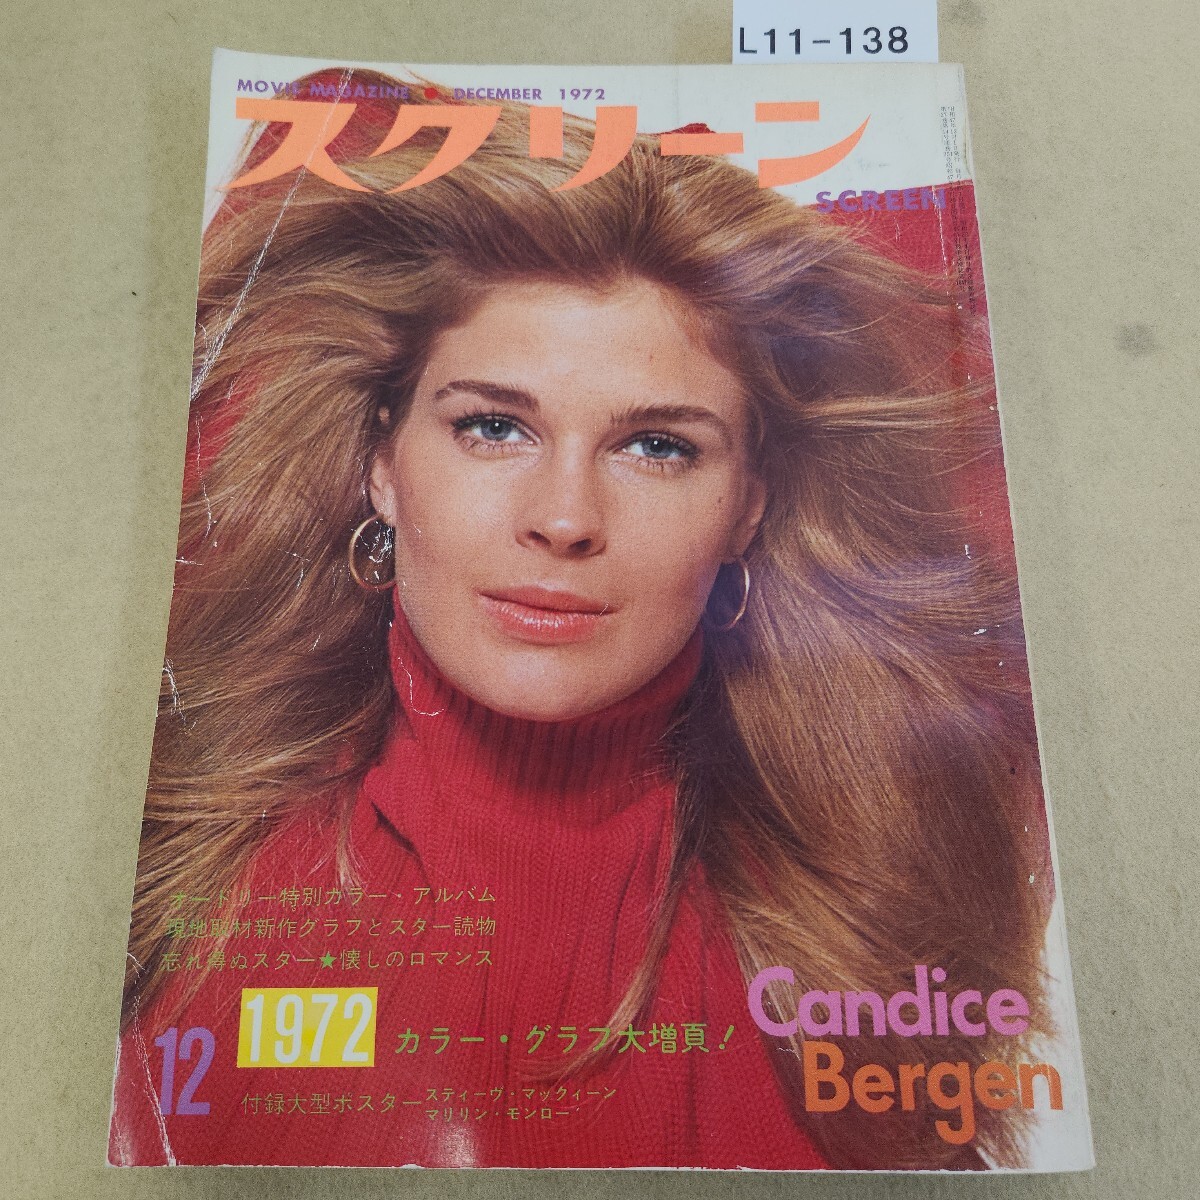 L11-138
MOVIE MAGAZINE ● DECEMBER 1972
スクリーン
SCREEN
オードリー特別カラー・アルバム
現地取材新作グラフとスター読物
忘れ得ぬスター★懐しのロマンス
1972
カラー・グラフ大増頁!
12
付録大型ポスター
スティーヴ・マックィーン
マリリン・モンロー
Candice
Bergen